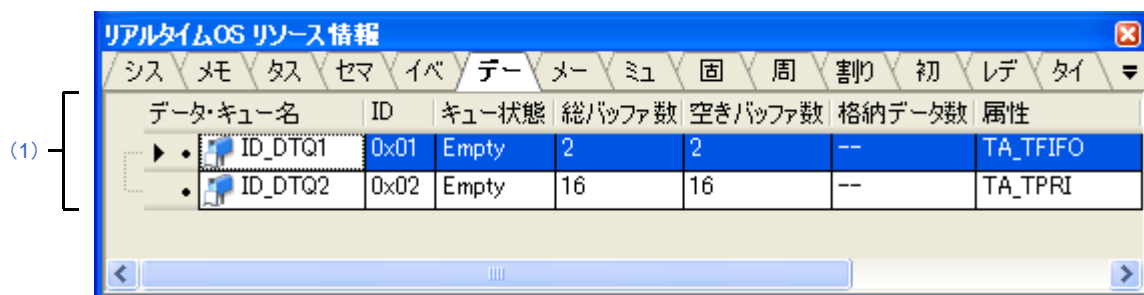 リアルタイムOS リソース情報
シス メモ タス セマ イベ デー メー ミュ 固 周 割り 初 レデ タイ
データ・キュー名 ID キュー状態 総バッファ数 空きバッファ数 格納データ数 属性
(1)
ID_DTQ1 0x01 Empty 2 2 -- TA_TFIFO
ID_DTQ2 0x02 Empty 16 16 -- TA_TPRI